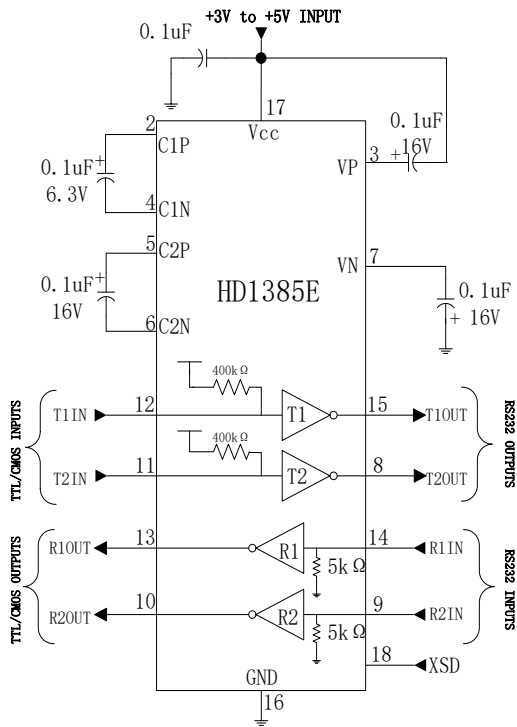 +3V to +5V INPUT
0.1uF
17
Vcc
2
C1P
0.1uF
+
6.3V
4
C1N
5
C2P
0.1uF
+
16V
6
C2N
0.1uF
3
+
16V
VP
7
VN
0.1uF
+ 16V
HD1385E
400kΩ
12
T1IN
T1
15
T1OUT
400kΩ
11
T2IN
T2
8
T2OUT
TTL/CMOS INPUTS
RS232 OUTPUTS
13
R1OUT
R1
14
R1IN
5kΩ
10
R2OUT
R2
9
R2IN
5kΩ
TTL/CMOS OUTPUTS
RS232 INPUTS
18
XSD
GND
16